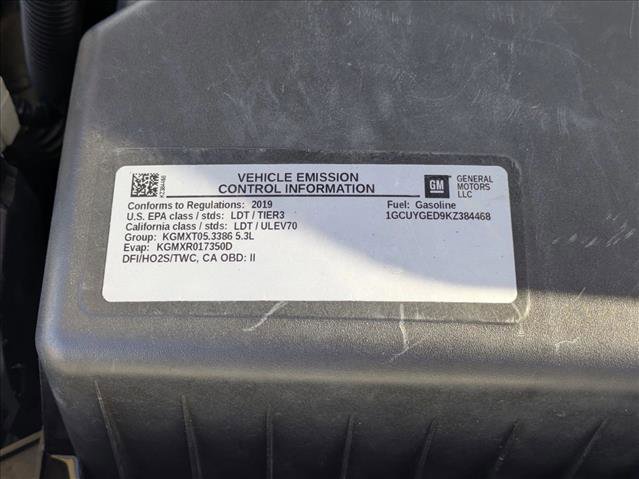 VEHICLE EMISSION
CONTROL INFORMATION
GM
GENERAL
MOTORS
LLC
KZ384468
Conforms to Regulations: 2019
Fuel: Gasoline
U.S. EPA class / stds: LDT / TIER3
1GCUYGED9KZ384468
California class / stds: LDT / ULEV70
Group: KGMXT05.3386 5.3L
Evap: KGMXR017350D
DFI/HO2S/TWC, CA OBD: II